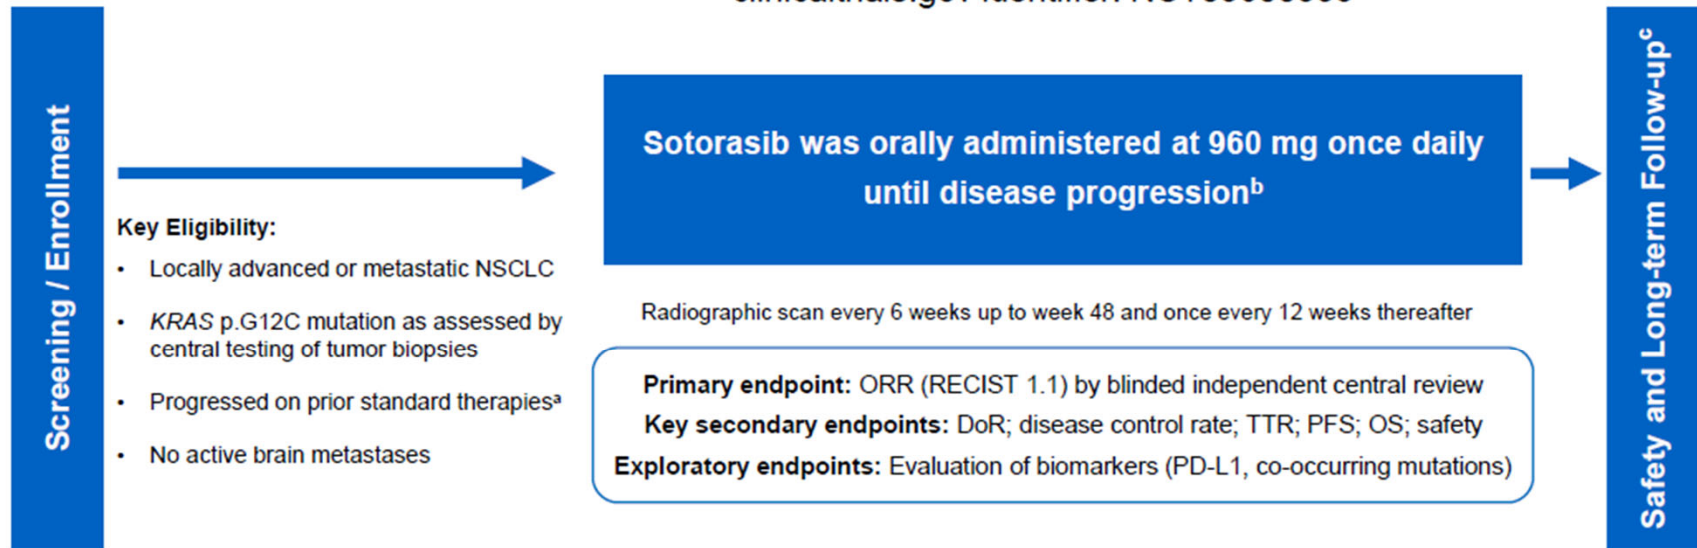 Screening / Enrollment
Key Eligibility:
• Locally advanced or metastatic NSCLC
• KRAS p.G12C mutation as assessed by
central testing of tumor biopsies
• Progressed on prior standard therapiesᵃ
• No active brain metastases
Sotorasib was orally administered at 960 mg once daily
until disease progressionᵇ
Radiographic scan every 6 weeks up to week 48 and once every 12 weeks thereafter
Primary endpoint: ORR (RECIST 1.1) by blinded independent central review
Key secondary endpoints: DoR; disease control rate; TTR; PFS; OS; safety
Exploratory endpoints: Evaluation of biomarkers (PD-L1, co-occurring mutations)
Safety and Long-term Follow-upᶜ